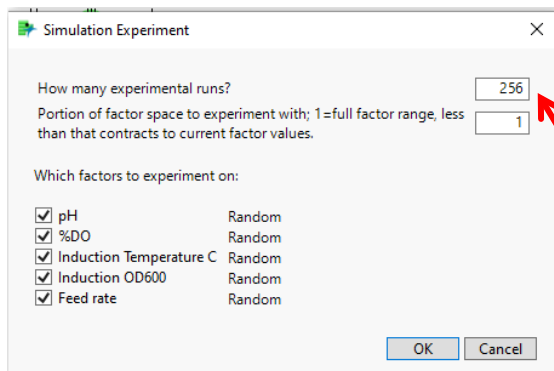 Simulation Experiment
How many experimental runs? 256
Portion of factor space to experiment with; 1=full factor range, less 1
than that contracts to current factor values.
Which factors to experiment on:
pH Random
%DO Random
Induction Temperature C Random
Induction OD600 Random
Feed rate Random
OK Cancel